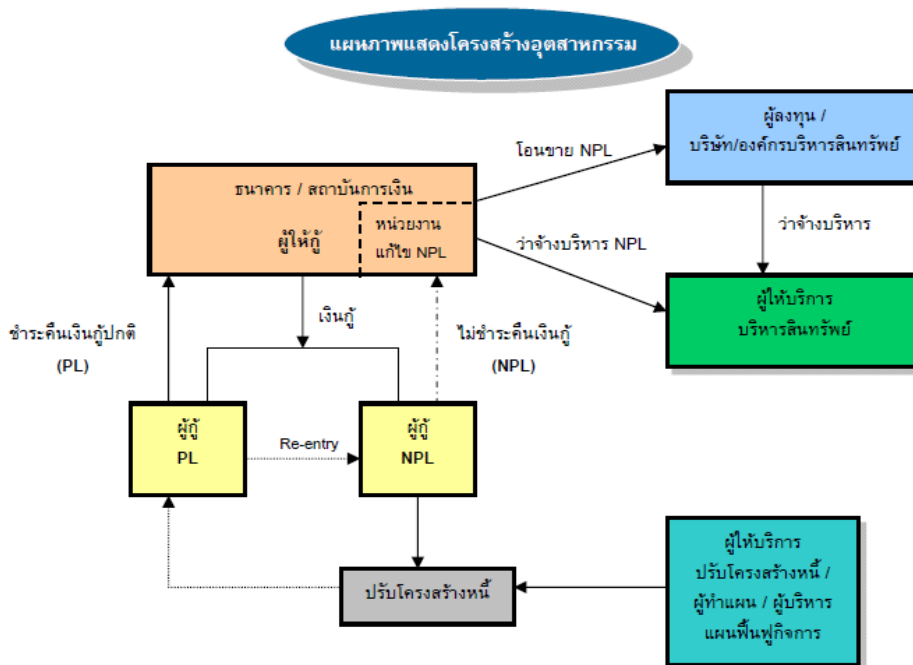 แผนภาพแสดงโครงสร้างอุตสาหกรรม
ผู้ลงทุน /
บริษัท/องค์กรบริหารสินทรัพย์
โอนขาย NPL
ธนาคาร / สถาบันการเงิน
ผู้ให้กู้
หน่วยงาน
แก้ไข NPL
ว่าจ้างบริหาร NPL
ว่าจ้างบริหาร
ผู้ให้บริการ
บริหารสินทรัพย์
เงินกู้
ชำระคืนเงินกู้ปกติ
(PL)
ไม่ชำระคืนเงินกู้
(NPL)
ผู้กู้
PL
Re-entry
ผู้กู้
NPL
ปรับโครงสร้างหนี้
ผู้ให้บริการ
ปรับโครงสร้างหนี้ /
ผู้ทำแผน / ผู้บริหาร
แผนฟื้นฟูกิจการ